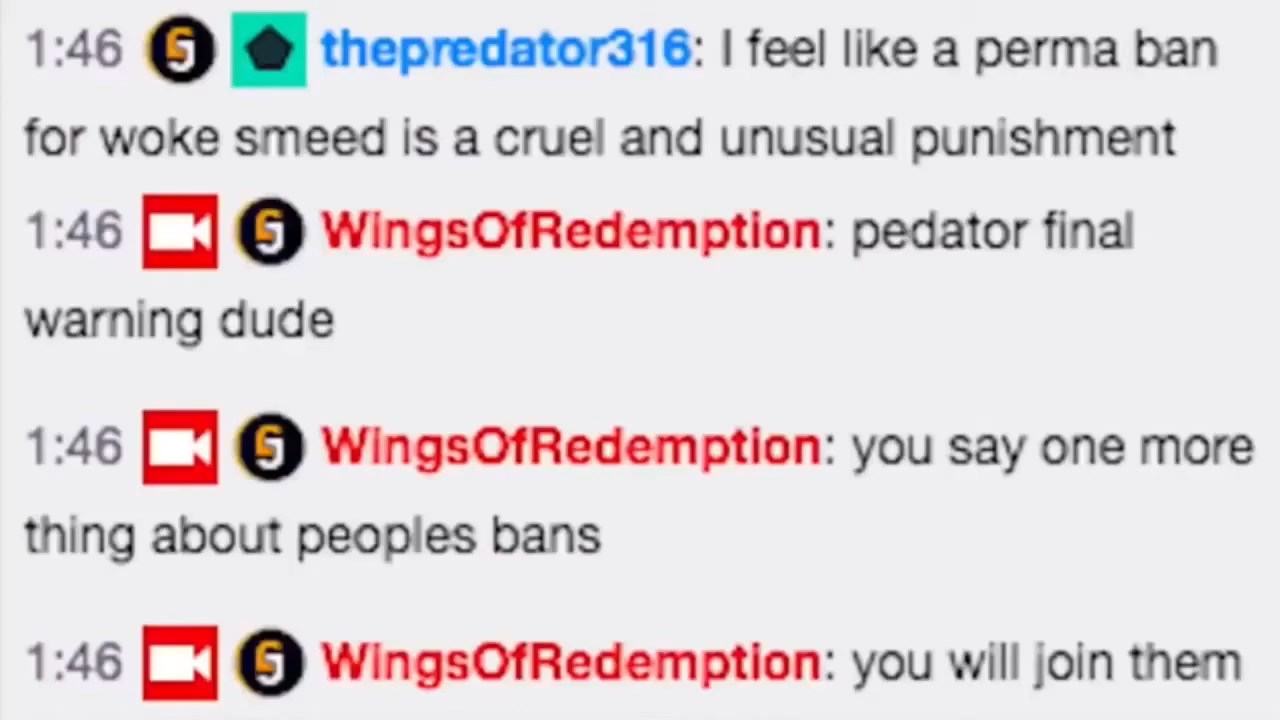 1:46 thepredator316: I feel like a perma ban
for woke smeed is a cruel and unusual punishment
1:46 WingsOfRedemption: pedator final
warning dude
1:46 WingsOfRedemption: you say one more
thing about peoples bans
1:46 WingsOfRedemption: you will join them